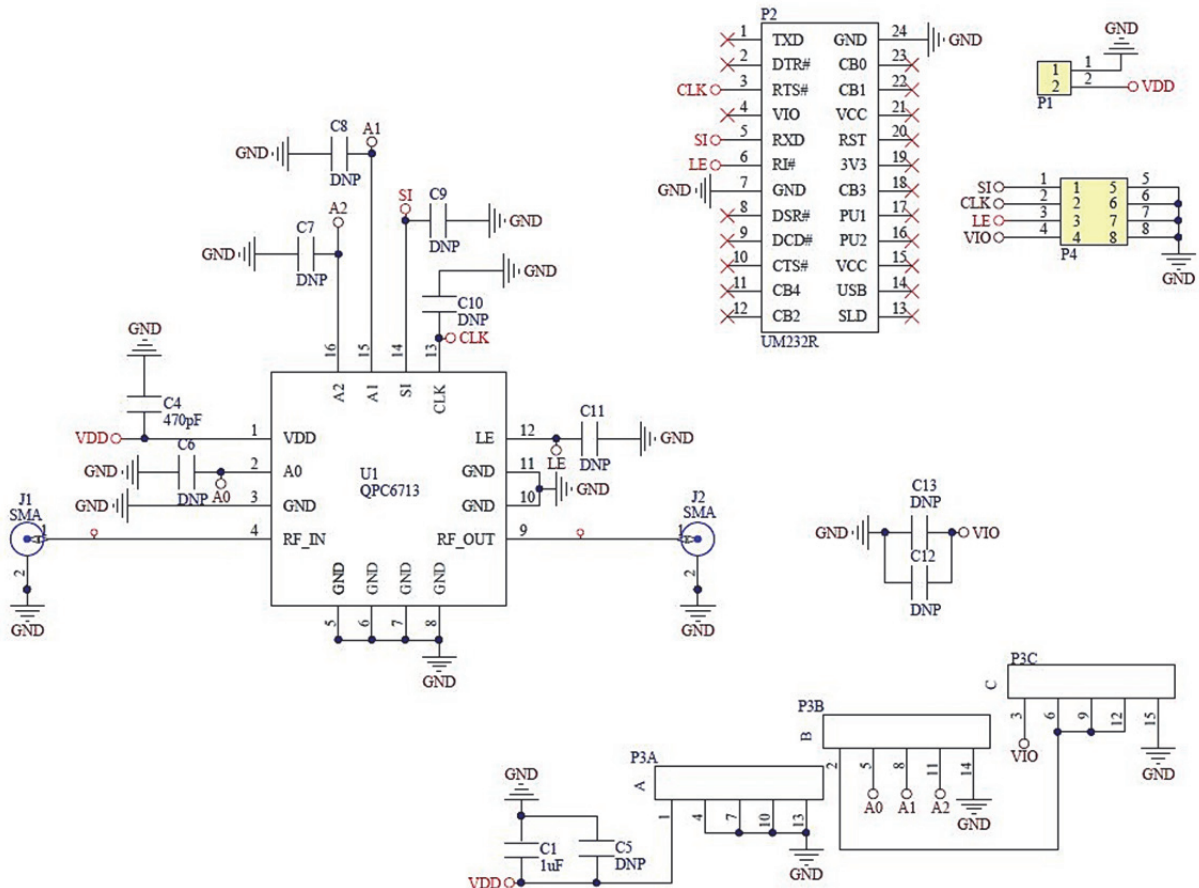 P2
1 TXD GND 24 GND
2 DTR# CB0 23
CLK 3 RTS# CB1 22
4 VIO VCC 21
SI 5 RXD RST 20
LE 6 RI# 3V3 19
GND 7 GND CB3 18
8 DSR# PU1 17
9 DCD# PU2 16
10 CTS# VCC 15
11 CB4 USB 14
12 CB2 SLD 13
UM232R
GND
1 1
2 2 VDD
P1
SI 1 1 5 5
CLK 2 2 6 6
LE 3 3 7 7
VIO 4 4 8 8
P4
GND
C8 A1
GND
DNP
A2 SI C9
C7 GND
GND DNP
DNP
GND
C10
DNP
CLK
16 15 14 13
A2 A1 SI CLK
GND
C4
470pF
VDD 1 VDD
C6
GND 2 A0
DNP A0
GND 3 GND
J1
SMA
1 4 RF_IN
2
GND
U1
QPC6713
LE 12 C11 GND
LE DNP
GND 11
GND
GND 10
J2
SMA
RF_OUT 9 1
2
GND
GND GND GND GND
5 6 7 8
GND
C13
DNP
GND VIO
C12
DNP
P3C
C
3 6 9 12 15
VIO
GND
P3B
B
2 5 8 11 14
A0 A1 A2
GND
P3A
A
1 4 7 10 13
GND
GND
C1 C5
1uF DNP
VDD